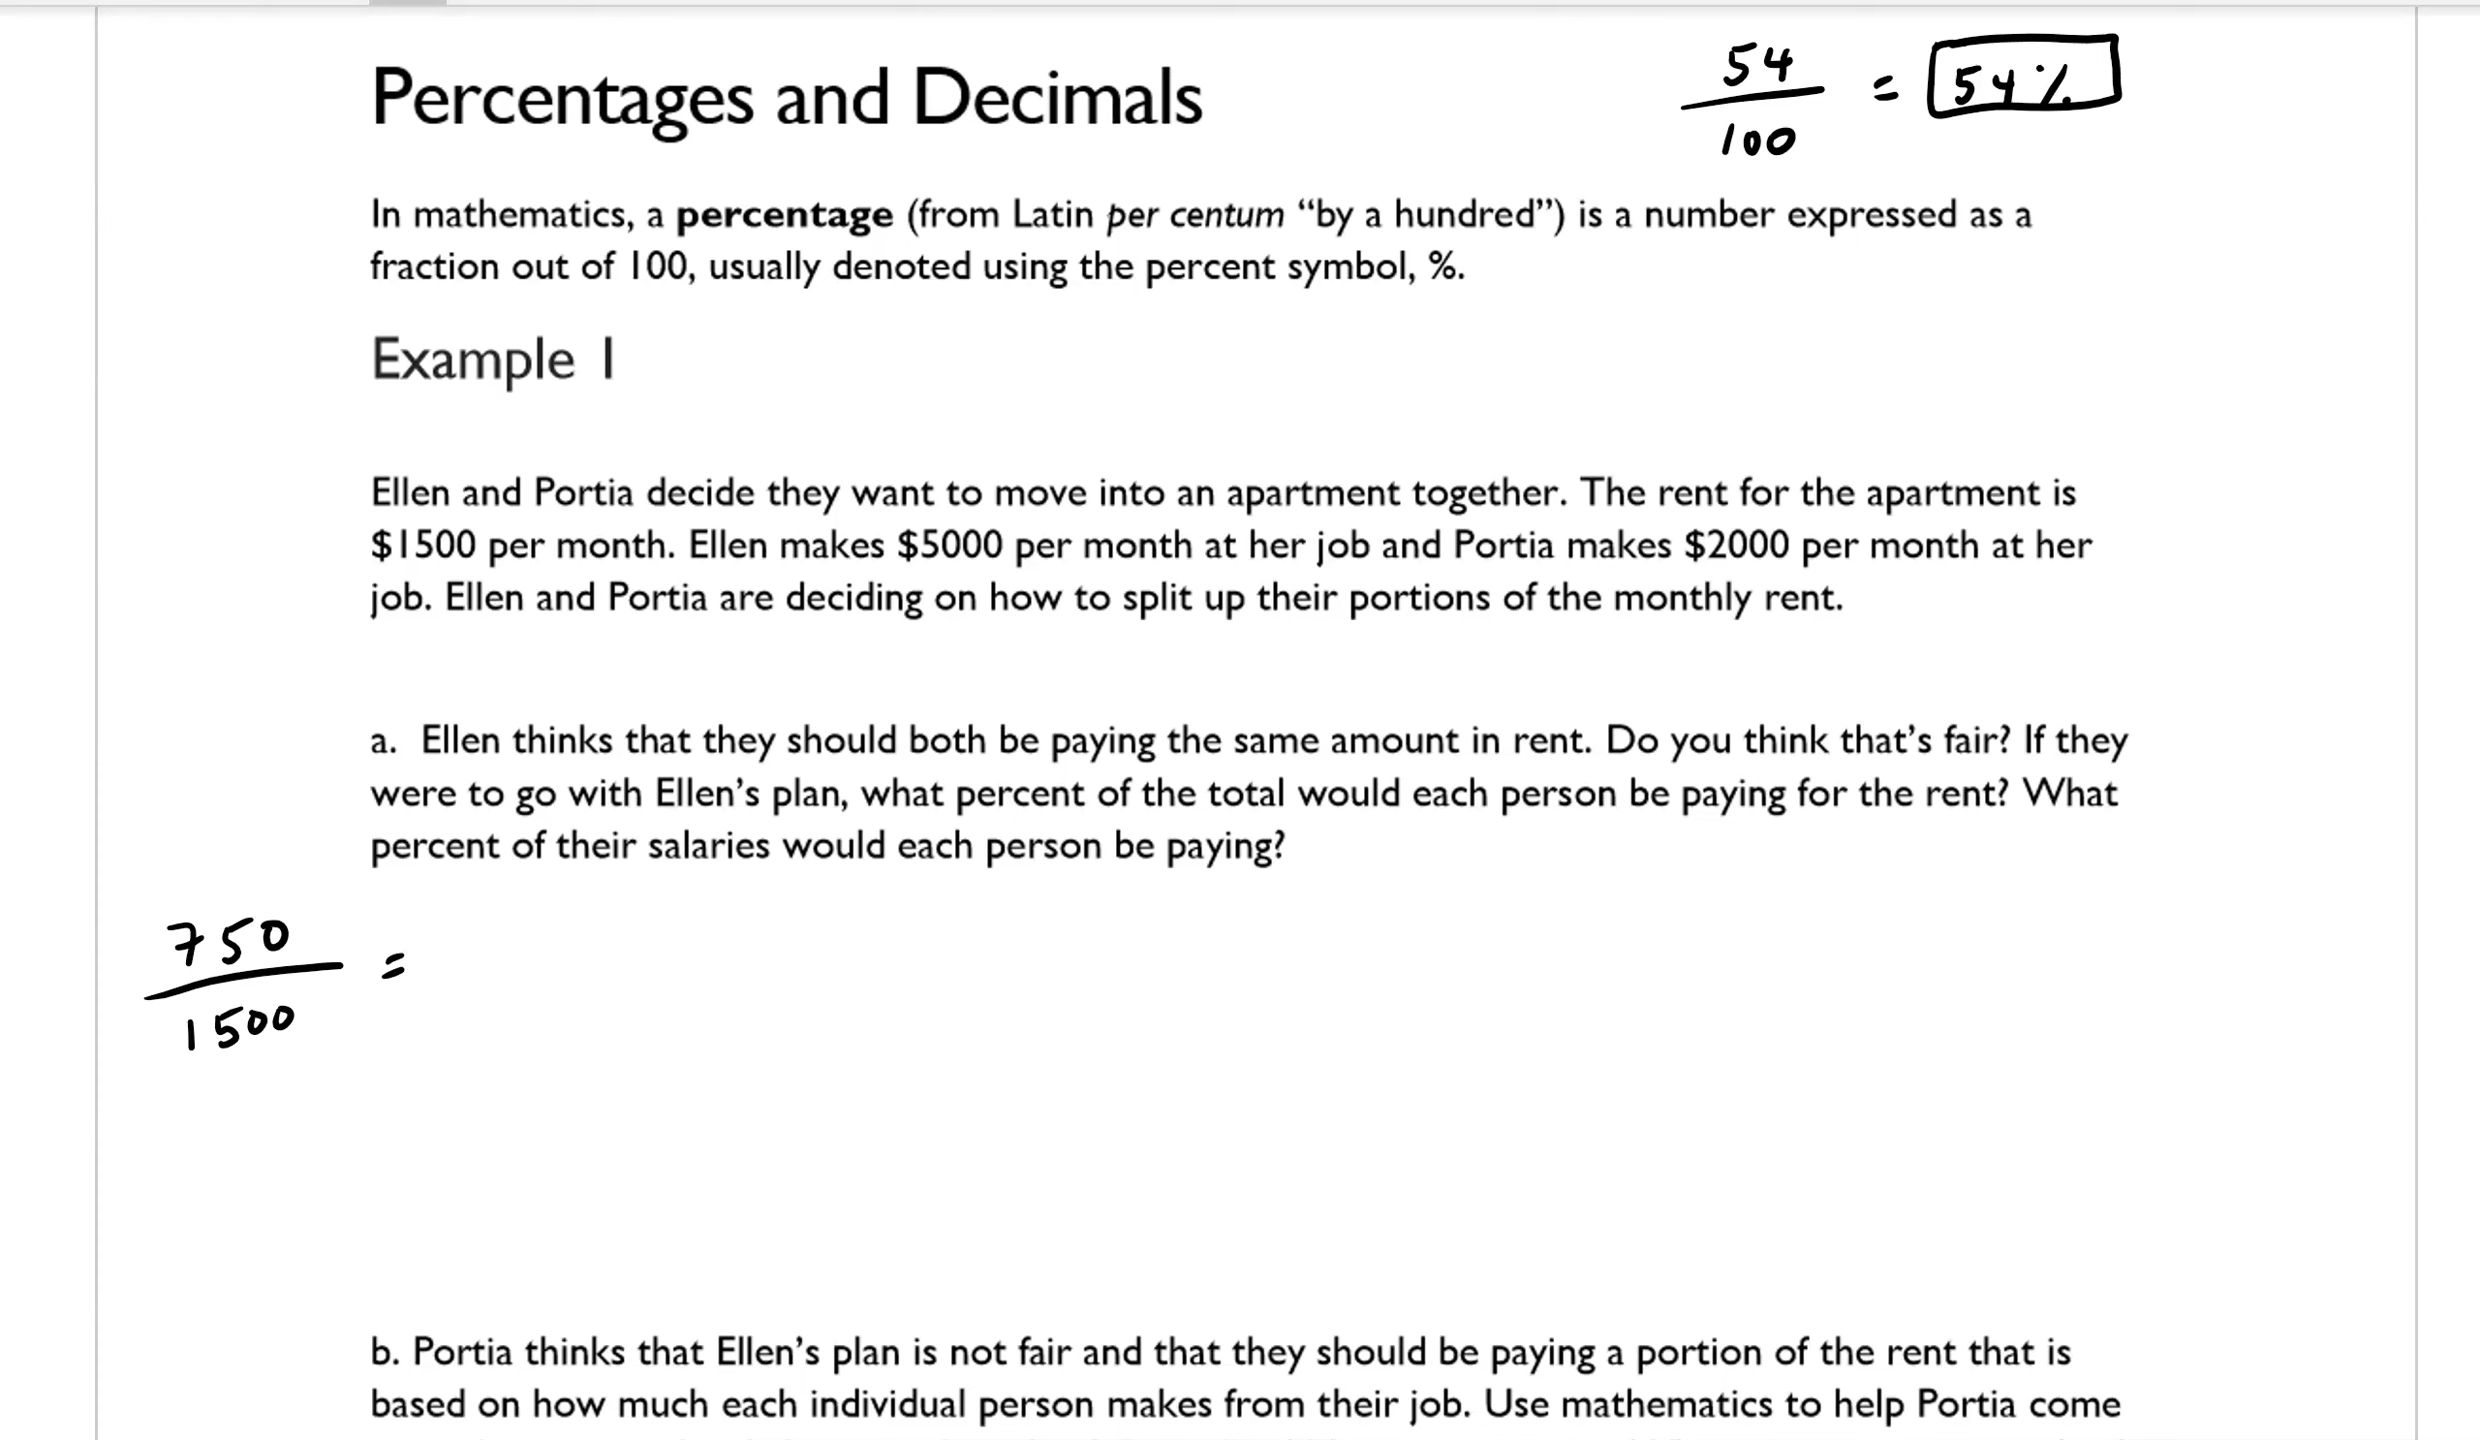 Percentages and Decimals
54
100
= 54%
In mathematics, a percentage (from Latin per centum “by a hundred”) is a number expressed as a
fraction out of 100, usually denoted using the percent symbol, %.
Example 1
Ellen and Portia decide they want to move into an apartment together. The rent for the apartment is
$1500 per month. Ellen makes $5000 per month at her job and Portia makes $2000 per month at her
job. Ellen and Portia are deciding on how to split up their portions of the monthly rent.
a. Ellen thinks that they should both be paying the same amount in rent. Do you think that’s fair? If they
were to go with Ellen’s plan, what percent of the total would each person be paying for the rent? What
percent of their salaries would each person be paying?
750
1500
=
b. Portia thinks that Ellen’s plan is not fair and that they should be paying a portion of the rent that is
based on how much each individual person makes from their job. Use mathematics to help Portia come